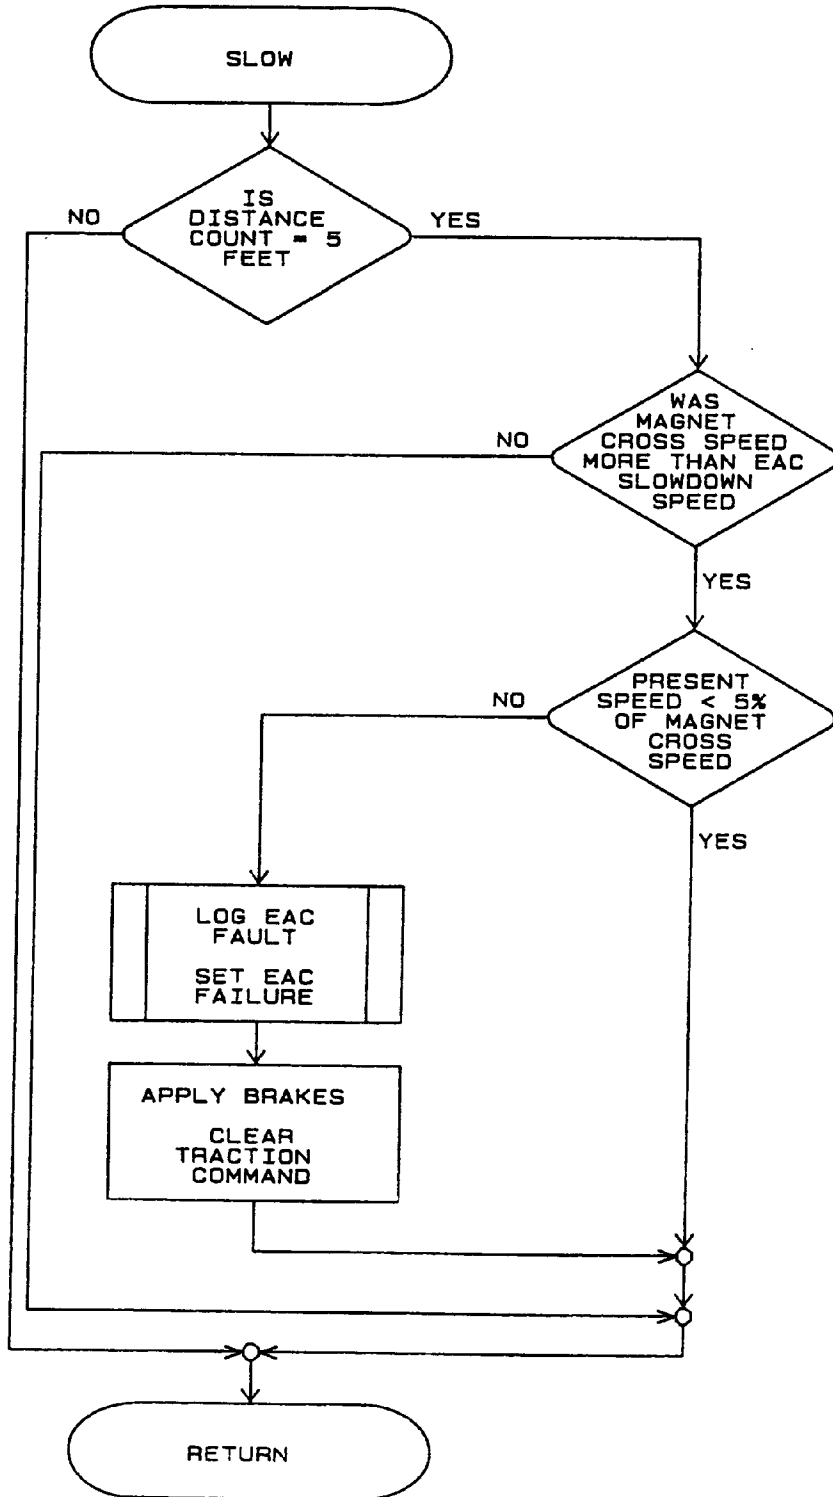 SLOW
IS
DISTANCE
COUNT = 5
FEET
NO
YES
WAS
MAGNET
CROSS SPEED
MORE THAN EAC
SLOWDOWN
SPEED
NO
YES
PRESENT
SPEED < 5%
OF MAGNET
CROSS
SPEED
NO
YES
LOG EAC
FAULT
SET EAC
FAILURE
APPLY BRAKES
CLEAR
TRACTION
COMMAND
RETURN